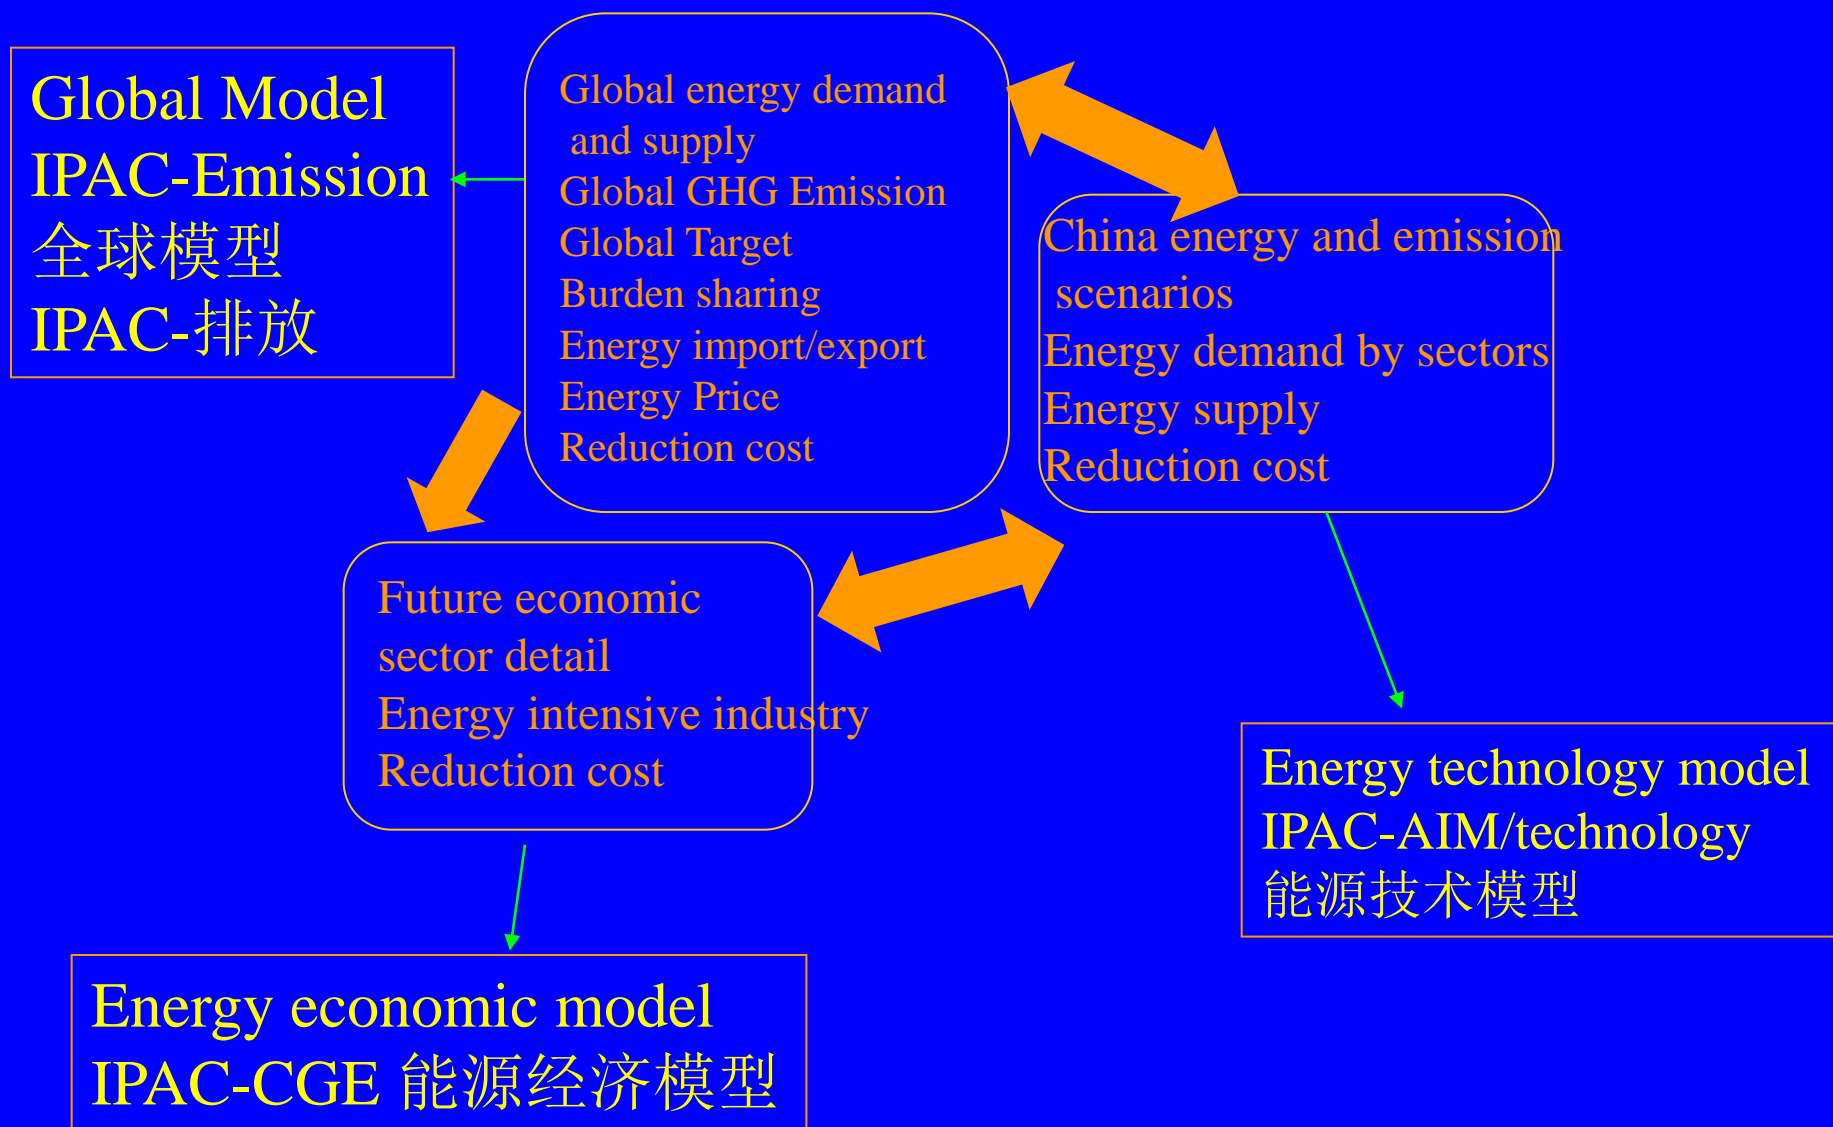 Global Model
IPAC-Emission
全球模型
IPAC-排放
Global energy demand
and supply
Global GHG Emission
Global Target
Burden sharing
Energy import/export
Energy Price
Reduction cost
China energy and emission
scenarios
Energy demand by sectors
Energy supply
Reduction cost
Future economic
sector detail
Energy intensive industry
Reduction cost
Energy technology model
IPAC-AIM/technology
能源技术模型
Energy economic model
IPAC-CGE 能源经济模型